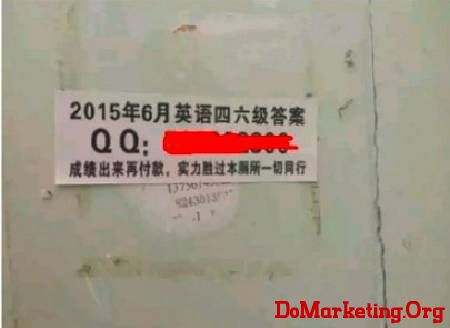 2015年6月英语四六级答案
QQ:
成绩出来再付款，实力胜过本厕所一切同行
DoMarketing.Org